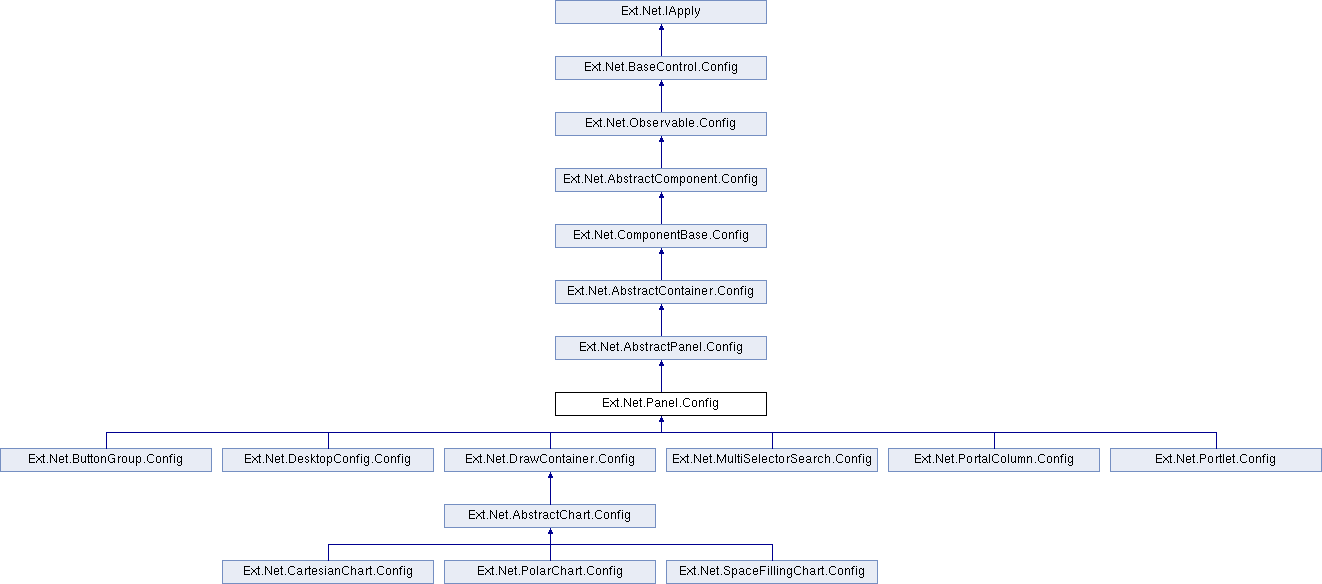 Ext.Net.IApply
Ext.Net.BaseControl.Config
Ext.Net.Observable.Config
Ext.Net.AbstractComponent.Config
Ext.Net.ComponentBase.Config
Ext.Net.AbstractContainer.Config
Ext.Net.AbstractPanel.Config
Ext.Net.Panel.Config
Ext.Net.ButtonGroup.Config
Ext.Net.DesktopConfig.Config
Ext.Net.DrawContainer.Config
Ext.Net.MultiSelectorSearch.Config
Ext.Net.PortalColumn.Config
Ext.Net.Portlet.Config
Ext.Net.AbstractChart.Config
Ext.Net.CartesianChart.Config
Ext.Net.PolarChart.Config
Ext.Net.SpaceFillingChart.Config